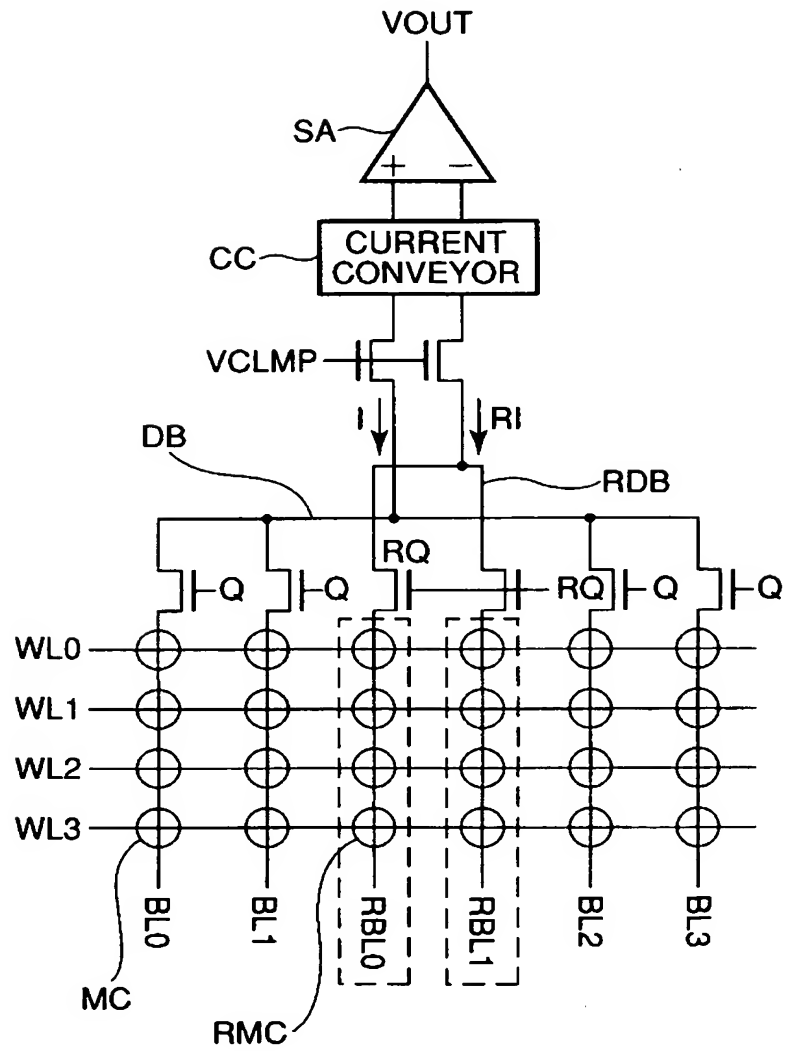 VOUT
SA
+ −
CC
CURRENT
CONVEYOR
VCLMP
I
RI
DB
RDB
RQ
Q Q RQ Q Q
WL0
WL1
WL2
WL3
BL0 BL1 RBL0 RBL1 BL2 BL3
MC
RMC